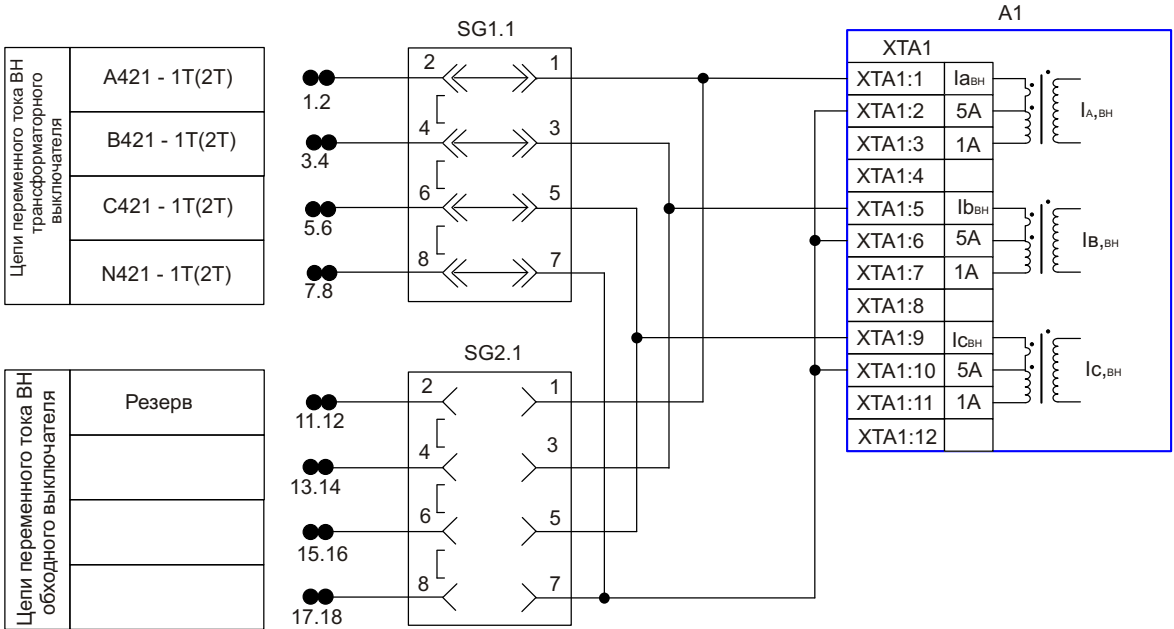 A1
SG1.1
Цепи переменного тока ВН
трансформаторного
выключателя
A421 - 1T(2T)
B421 - 1T(2T)
C421 - 1T(2T)
N421 - 1T(2T)
1.2
3.4
5.6
7.8
2
1
4
3
6
5
8
7
XTA1
XTA1:1
Iaвн
XTA1:2
5A
XTA1:3
1A
XTA1:4
XTA1:5
Ibвн
XTA1:6
5A
XTA1:7
1A
XTA1:8
XTA1:9
Icвн
XTA1:10
5A
XTA1:11
1A
XTA1:12
IA,вн
IB,вн
Ic,вн
SG2.1
Цепи переменного тока ВН
обходного выключателя
Резерв
11.12
13.14
15.16
17.18
2
1
4
3
6
5
8
7